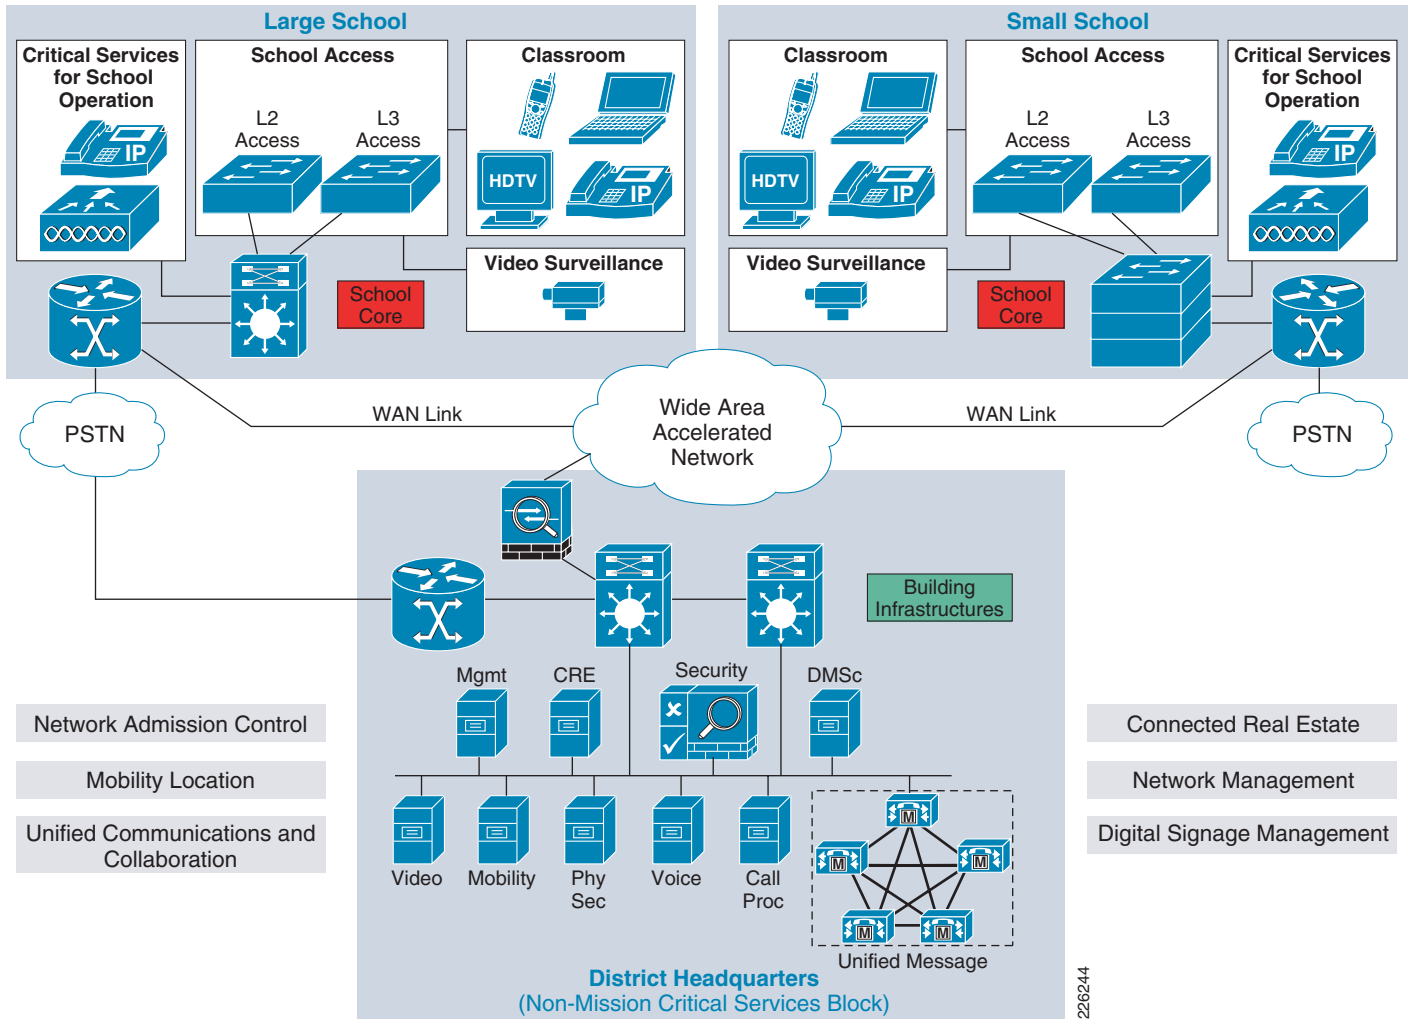 Large School
Critical Services
for School
Operation
IP
School Access
L2
Access
L3
Access
Classroom
HDTV
IP
Video Surveillance
School
Core
PSTN
WAN Link
Small School
Classroom
HDTV
IP
Video Surveillance
School Access
L2
Access
L3
Access
School
Core
Critical Services
for School
Operation
IP
PSTN
WAN Link
Wide Area
Accelerated
Network
Building
Infrastructures
Mgmt
CRE
Security
DMSc
Video
Mobility
Phy
Sec
Voice
Call
Proc
M
M
M
M
M
Unified Message
District Headquarters
(Non-Mission Critical Services Block)
Network Admission Control
Mobility Location
Unified Communications and
Collaboration
Connected Real Estate
Network Management
Digital Signage Management
226244